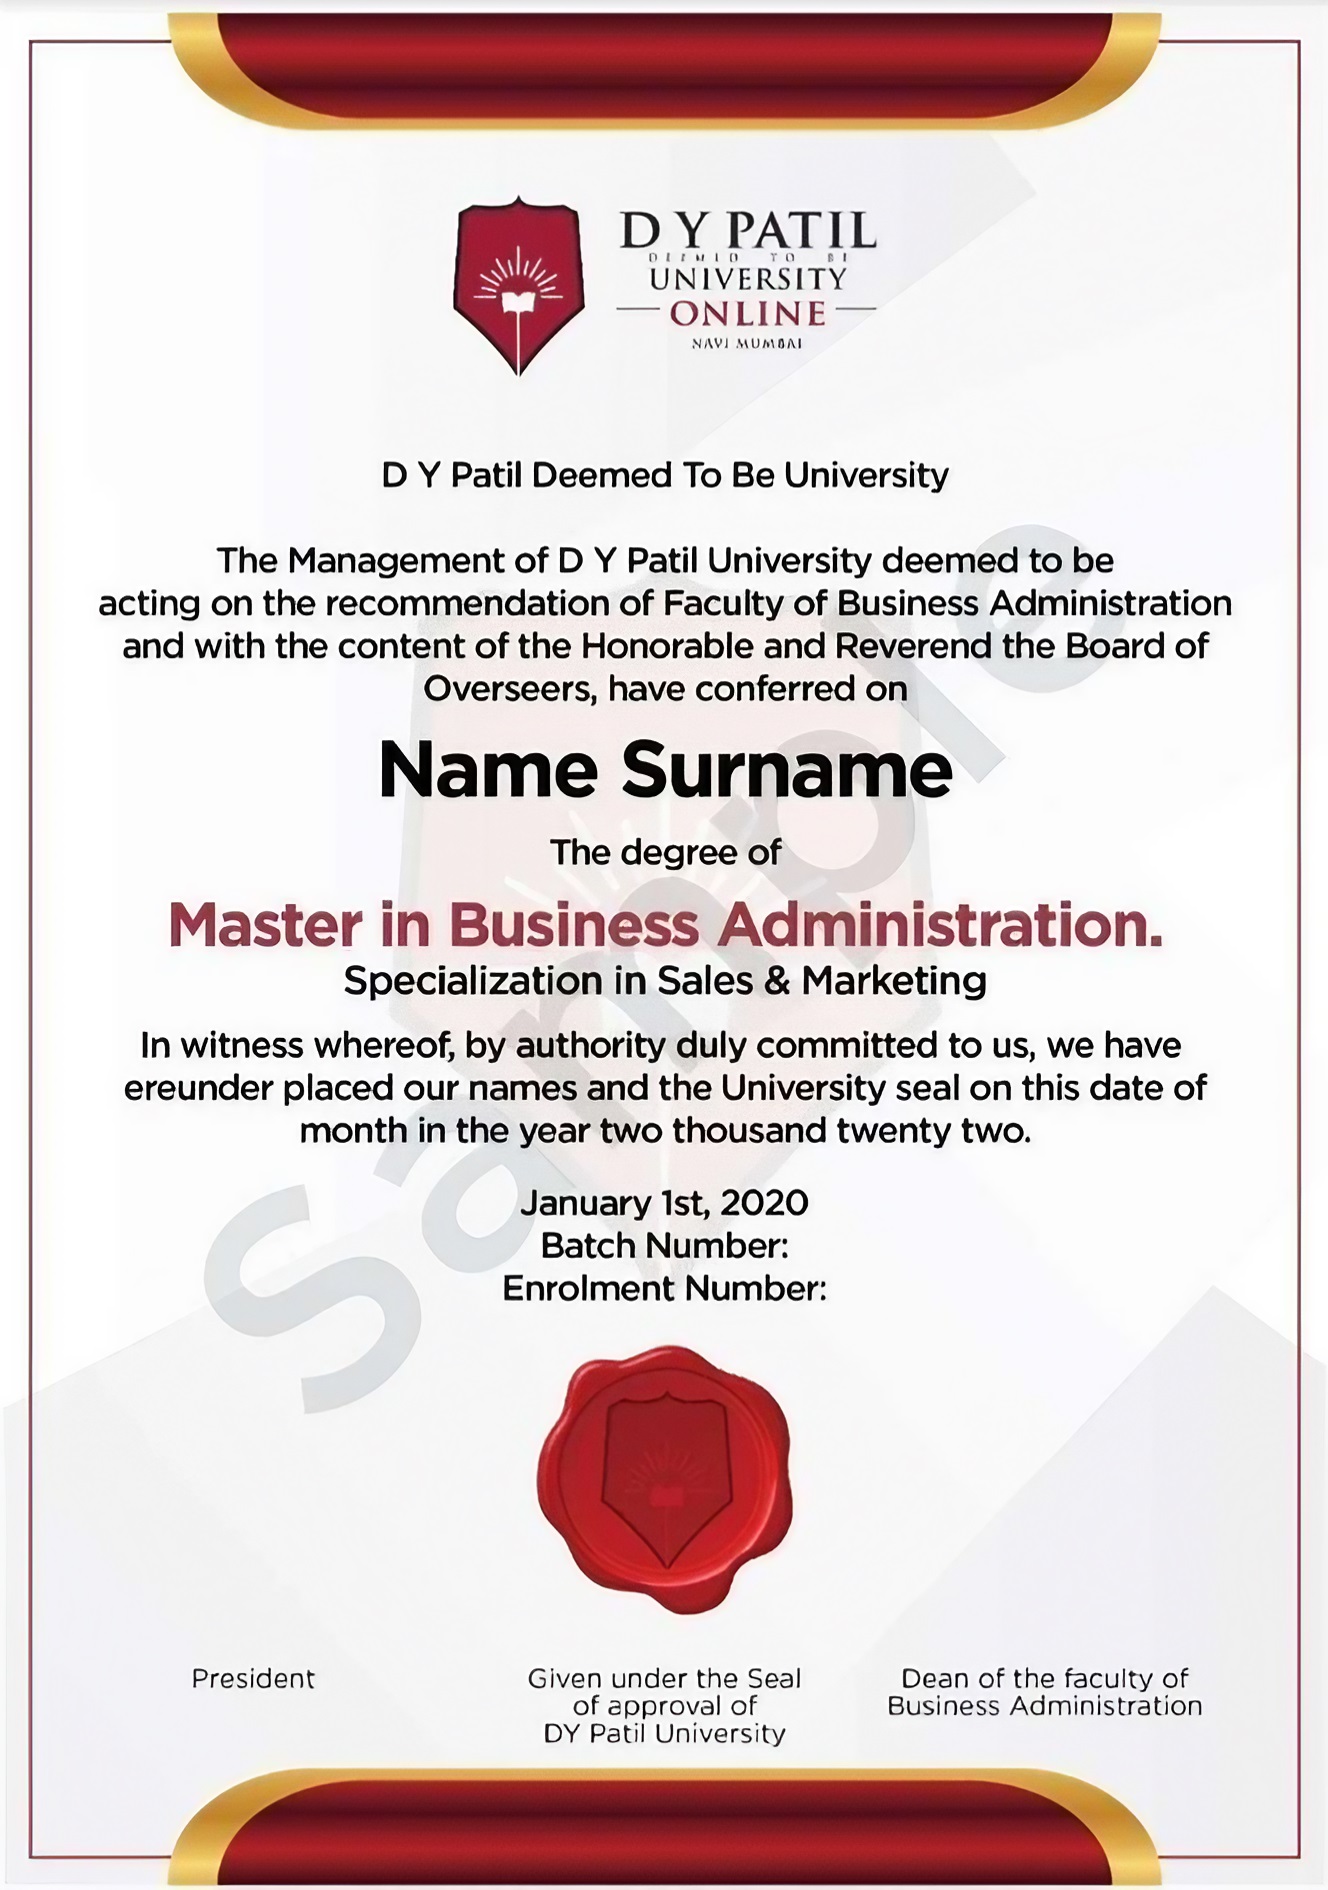 D Y PATIL
DEEMED TO BE
UNIVERSITY
ONLINE
NAVI MUMBAI
D Y Patil Deemed To Be University
The Management of D Y Patil University deemed to be
acting on the recommendation of Faculty of Business Administration
and with the content of the Honorable and Reverend the Board of
Overseers, have conferred on
Name Surname
The degree of
Master in Business Administration.
Specialization in Sales & Marketing
In witness whereof, by authority duly committed to us, we have
ereunder placed our names and the University seal on this date of
month in the year two thousand twenty two.
January 1st, 2020
Batch Number:
Enrolment Number:
Sample
President
Given under the Seal
of approval of
DY Patil University
Dean of the faculty of
Business Administration